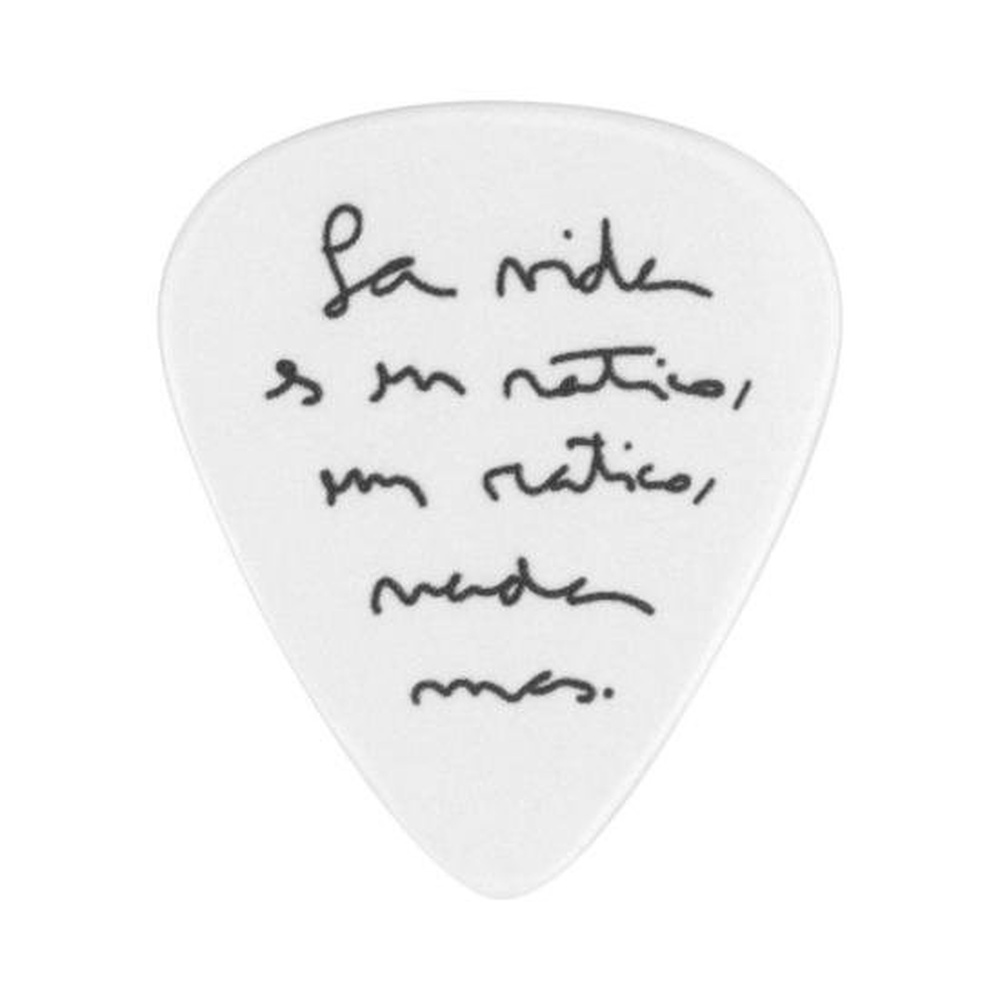 La vida
es un ratico,
un ratico,
nada
mas.